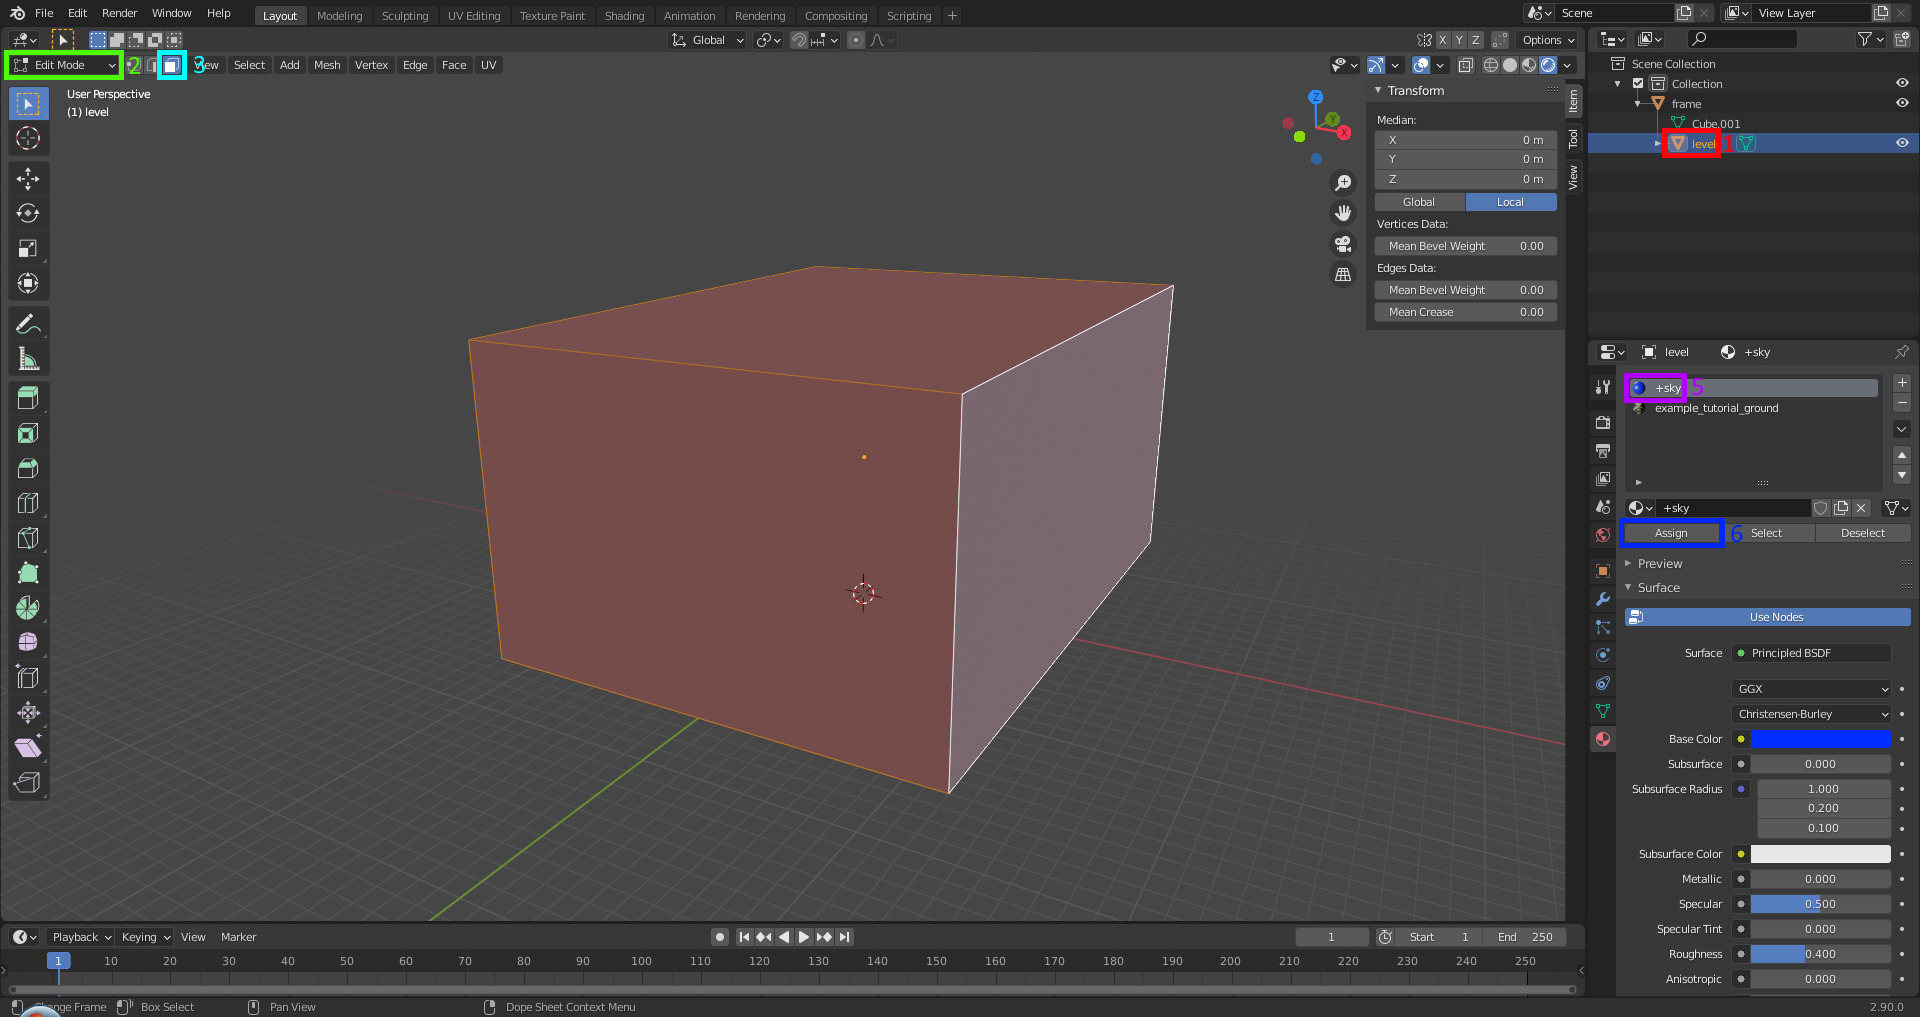 File Edit Render Window Help Layout Modeling Sculpting UV Editing Texture Paint Shading Animation Rendering Compositing Scripting + Scene View Layer
Global X Y Z Options
Edit Mode 2 3 View Select Add Mesh Vertex Edge Face UV
User Perspective
(1) level
Z
Y
X
Transform
Median:
X 0 m
Y 0 m
Z 0 m
Global Local
Vertices Data:
Mean Bevel Weight 0.00
Edges Data:
Mean Bevel Weight 0.00
Mean Crease 0.00
Item
Tool
View
Scene Collection
Collection
frame
Cube.001
level 1
level +sky
+sky 5
example_tutorial_ground
+sky
Assign 6 Select Deselect
Preview
Surface
Use Nodes
Surface Principled BSDF
GGX
Christensen-Burley
Base Color
Subsurface 0.000
Subsurface Radius 1.000
0.200
0.100
Subsurface Color
Metallic 0.000
Specular 0.500
Specular Tint 0.000
Roughness 0.400
Anisotropic 0.000
Playback Keying View Marker 1 Start 1 End 250
1 10 20 30 40 50 60 70 80 90 100 110 120 130 140 150 160 170 180 190 200 210 220 230 240 250
Change Frame Box Select Pan View Dope Sheet Context Menu 2.90.0